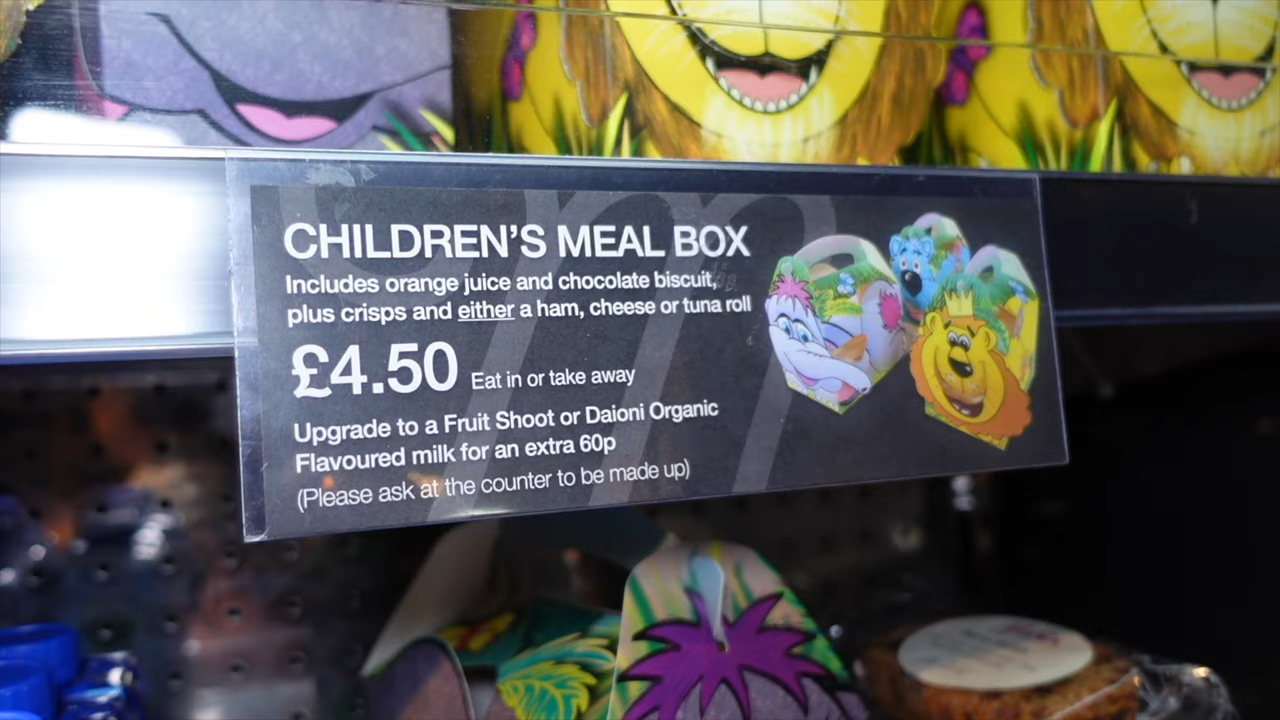 CHILDREN'S MEAL BOX
Includes orange juice and chocolate biscuit,
plus crisps and either a ham, cheese or tuna roll
£4.50 Eat in or take away
Upgrade to a Fruit Shoot or Daioni Organic
Flavoured milk for an extra 60p
(Please ask at the counter to be made up)